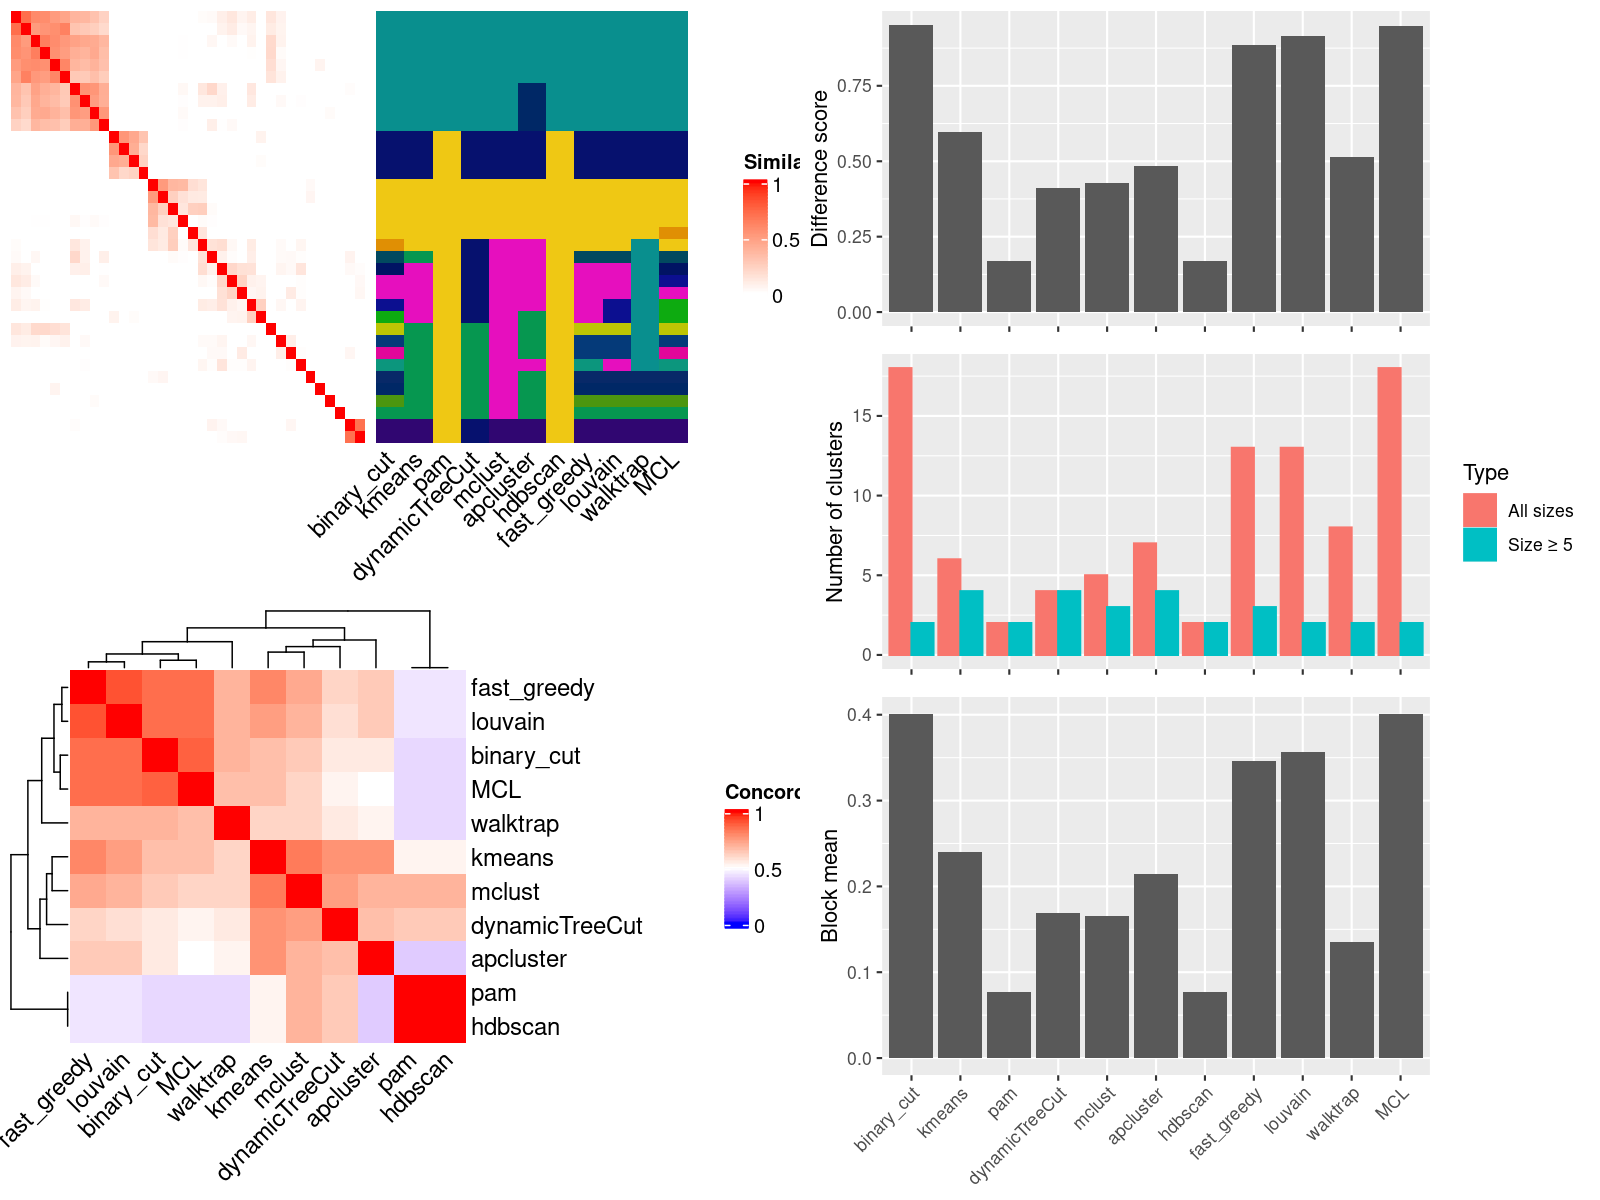 Simila
1
0.5
0
binary_cut
kmeans
pam
dynamicTreeCut
mclust
apcluster
hdbscan
fast_greedy
louvain
walktrap
MCL
fast_greedy
louvain
binary_cut
MCL
walktrap
kmeans
mclust
dynamicTreeCut
apcluster
pam
hdbscan
Concord
1
0.5
0
fast_greedy
louvain
binary_cut
MCL
walktrap
kmeans
mclust
dynamicTreeCut
apcluster
pam
hdbscan
Difference score
0.75
0.50
0.25
0.00
Number of clusters
15
10
5
0
Type
All sizes
Size ≥ 5
Block mean
0.4
0.3
0.2
0.1
0.0
binary_cut
kmeans
pam
dynamicTreeCut
mclust
apcluster
hdbscan
fast_greedy
louvain
walktrap
MCL